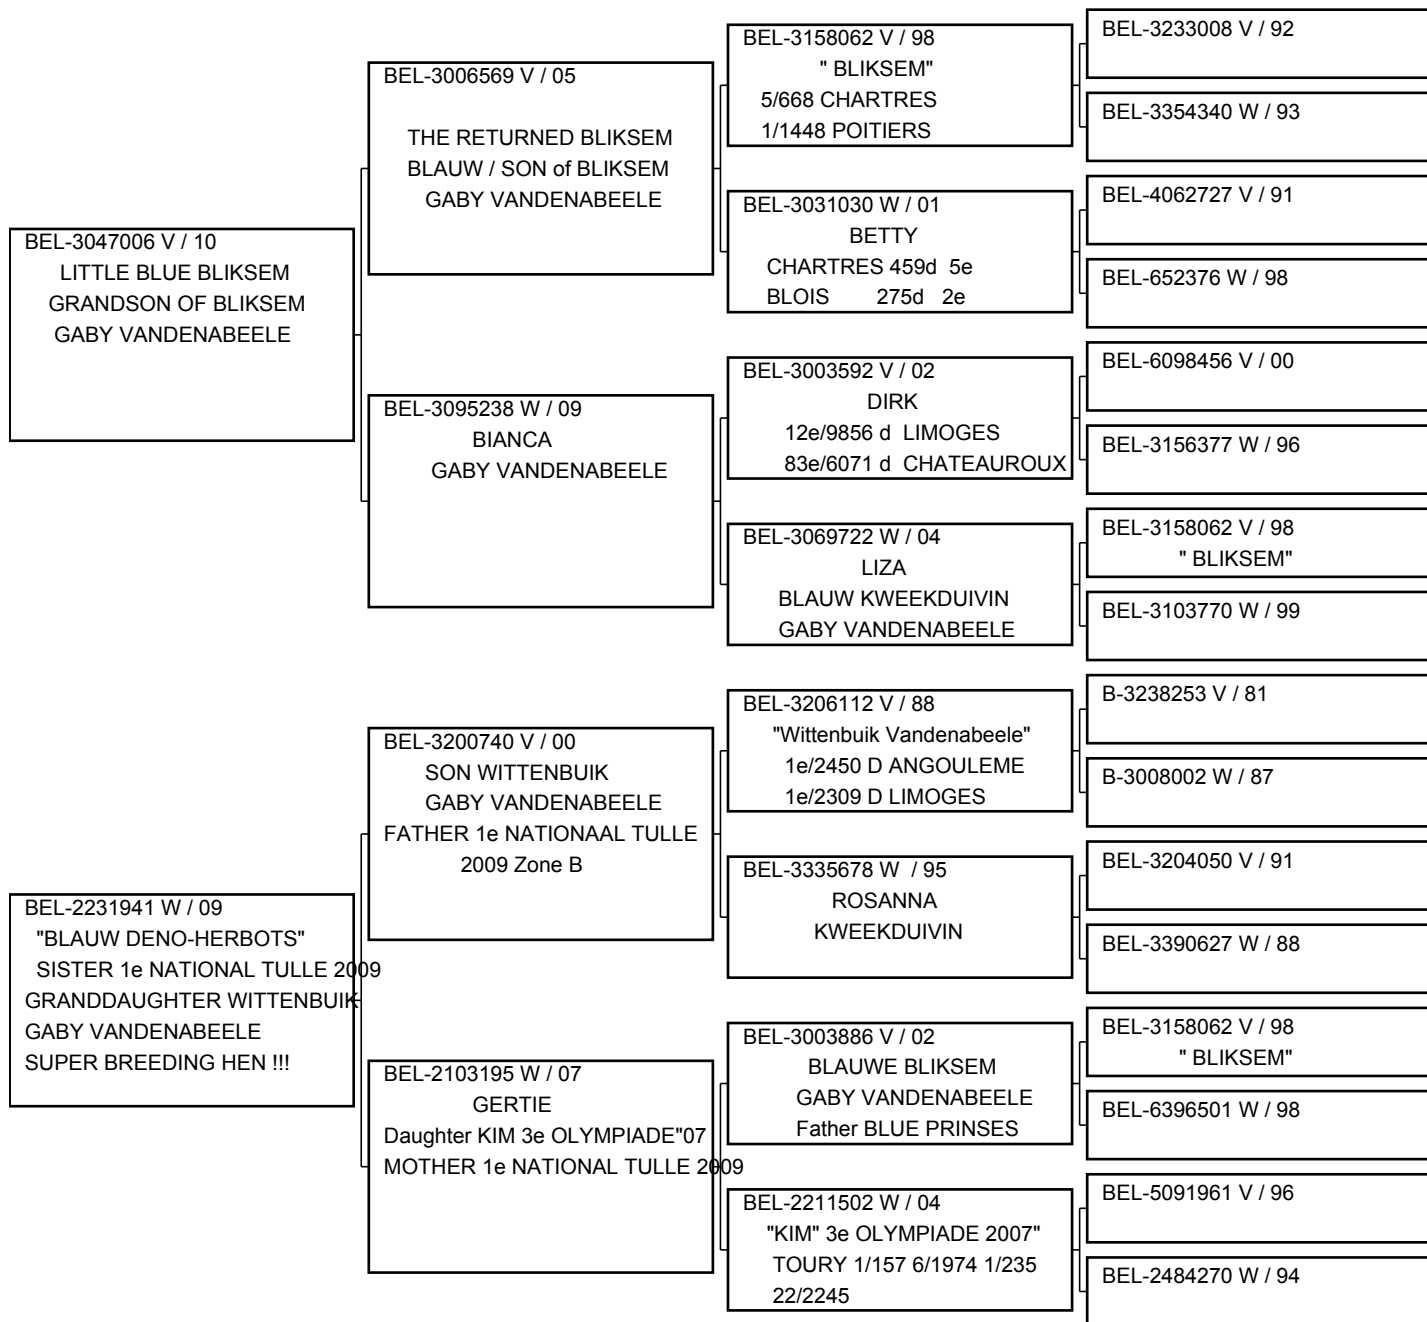 BEL-3047006 V / 10
LITTLE BLUE BLIKSEM
GRANDSON OF BLIKSEM
GABY VANDENABEELE
BEL-2231941 W / 09
"BLAUW DENO-HERBOTS"
SISTER 1e NATIONAL TULLE 2009
GRANDDAUGHTER WITTENBUIK
GABY VANDENABEELE
SUPER BREEDING HEN !!!
BEL-3006569 V / 05
THE RETURNED BLIKSEM
BLAUW / SON of BLIKSEM
GABY VANDENABEELE
BEL-3095238 W / 09
BIANCA
GABY VANDENABEELE
BEL-3200740 V / 00
SON WITTENBUIK
GABY VANDENABEELE
FATHER 1e NATIONAAL TULLE
2009 Zone B
BEL-2103195 W / 07
GERTIE
Daughter KIM 3e OLYMPIADE"07
MOTHER 1e NATIONAL TULLE 2009
BEL-3158062 V / 98
" BLIKSEM"
5/668 CHARTRES
1/1448 POITIERS
BEL-3031030 W / 01
BETTY
CHARTRES 459d 5e
BLOIS 275d 2e
BEL-3003592 V / 02
DIRK
12e/9856 d LIMOGES
83e/6071 d CHATEAUROUX
BEL-3069722 W / 04
LIZA
BLAUW KWEEKDUIVIN
GABY VANDENABEELE
BEL-3206112 V / 88
"Wittenbuik Vandenabeele"
1e/2450 D ANGOULEME
1e/2309 D LIMOGES
BEL-3335678 W / 95
ROSANNA
KWEEKDUIVIN
BEL-3003886 V / 02
BLAUWE BLIKSEM
GABY VANDENABEELE
Father BLUE PRINSES
BEL-2211502 W / 04
"KIM" 3e OLYMPIADE 2007"
TOURY 1/157 6/1974 1/235
22/2245
BEL-3233008 V / 92
BEL-3354340 W / 93
BEL-4062727 V / 91
BEL-652376 W / 98
BEL-6098456 V / 00
BEL-3156377 W / 96
BEL-3158062 V / 98
" BLIKSEM"
BEL-3103770 W / 99
B-3238253 V / 81
B-3008002 W / 87
BEL-3204050 V / 91
BEL-3390627 W / 88
BEL-3158062 V / 98
" BLIKSEM"
BEL-6396501 W / 98
BEL-5091961 V / 96
BEL-2484270 W / 94